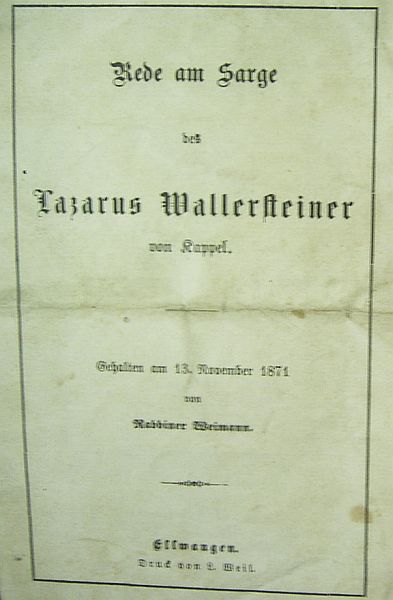 Rede am Sarge
des
Lazarus Wallersteiner
von Kappel.
Gehalten am 13. November 1871
von
Rabbiner Weimann.
Ellwangen.
Druck von L. Weil.